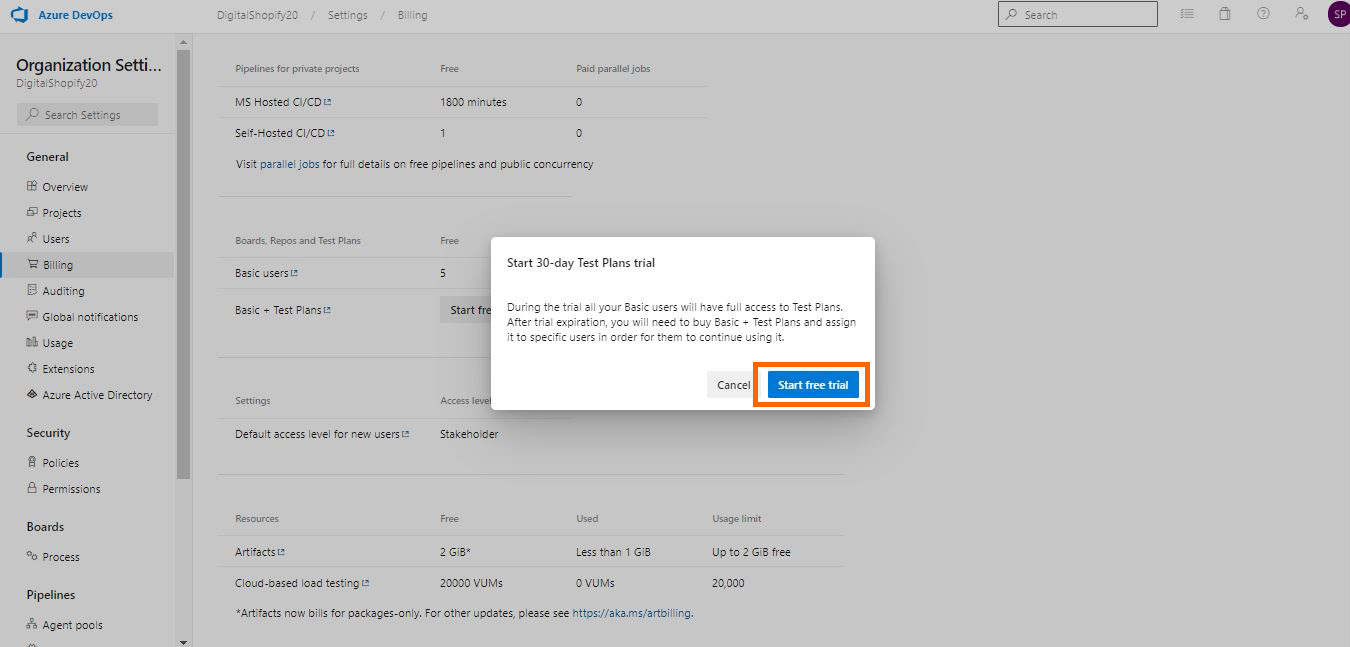 Azure DevOps
DigitalShopify20 / Settings / Billing
Search
SP
Organization Setti...
DigitalShopify20
Search Settings
General
Overview
Projects
Users
Billing
Auditing
Global notifications
Usage
Extensions
Azure Active Directory
Security
Policies
Permissions
Boards
Process
Pipelines
Agent pools
Pipelines for private projects Free Paid parallel jobs
MS Hosted CI/CD 1800 minutes 0
Self-Hosted CI/CD 1 0
Visit parallel jobs for full details on free pipelines and public concurrency
Boards, Repos and Test Plans Free
Basic users 5
Basic + Test Plans Start fre
Settings Access level
Default access level for new users Stakeholder
Resources Free Used Usage limit
Artifacts 2 GiB* Less than 1 GiB Up to 2 GiB free
Cloud-based load testing 20000 VUMs 0 VUMs 20,000
*Artifacts now bills for packages-only. For other updates, please see https://aka.ms/artbilling.
Start 30-day Test Plans trial
During the trial all your Basic users will have full access to Test Plans.
After trial expiration, you will need to buy Basic + Test Plans and assign
it to specific users in order for them to continue using it.
Cancel
Start free trial